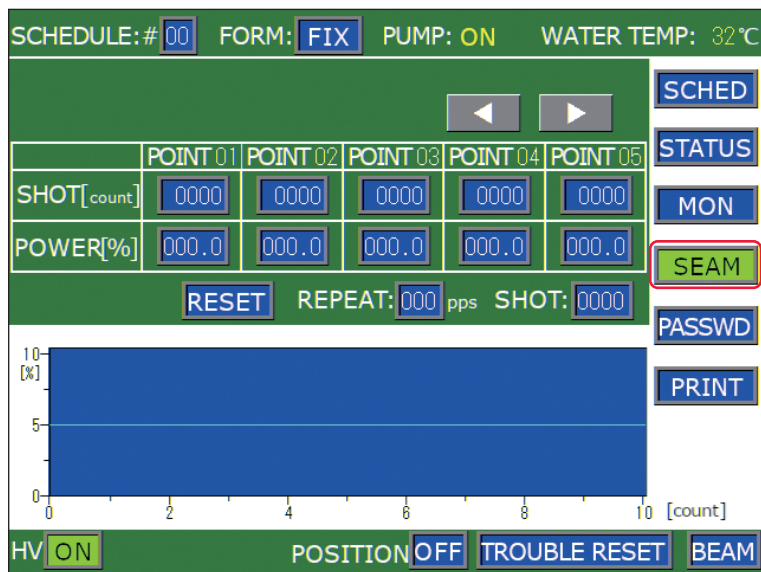 SCHEDULE:# 00 FORM: FIX PUMP: ON WATER TEMP: 32℃
SCHED
POINT 01 POINT 02 POINT 03 POINT 04 POINT 05
STATUS
SHOT[count] 0000 0000 0000 0000 0000
MON
POWER[%] 000.0 000.0 000.0 000.0 000.0
SEAM
RESET REPEAT: 000 pps SHOT: 0000
PASSWD
PRINT
10
[%]
5
0
0 2 4 6 8 10 [count]
HV ON POSITION OFF TROUBLE RESET BEAM